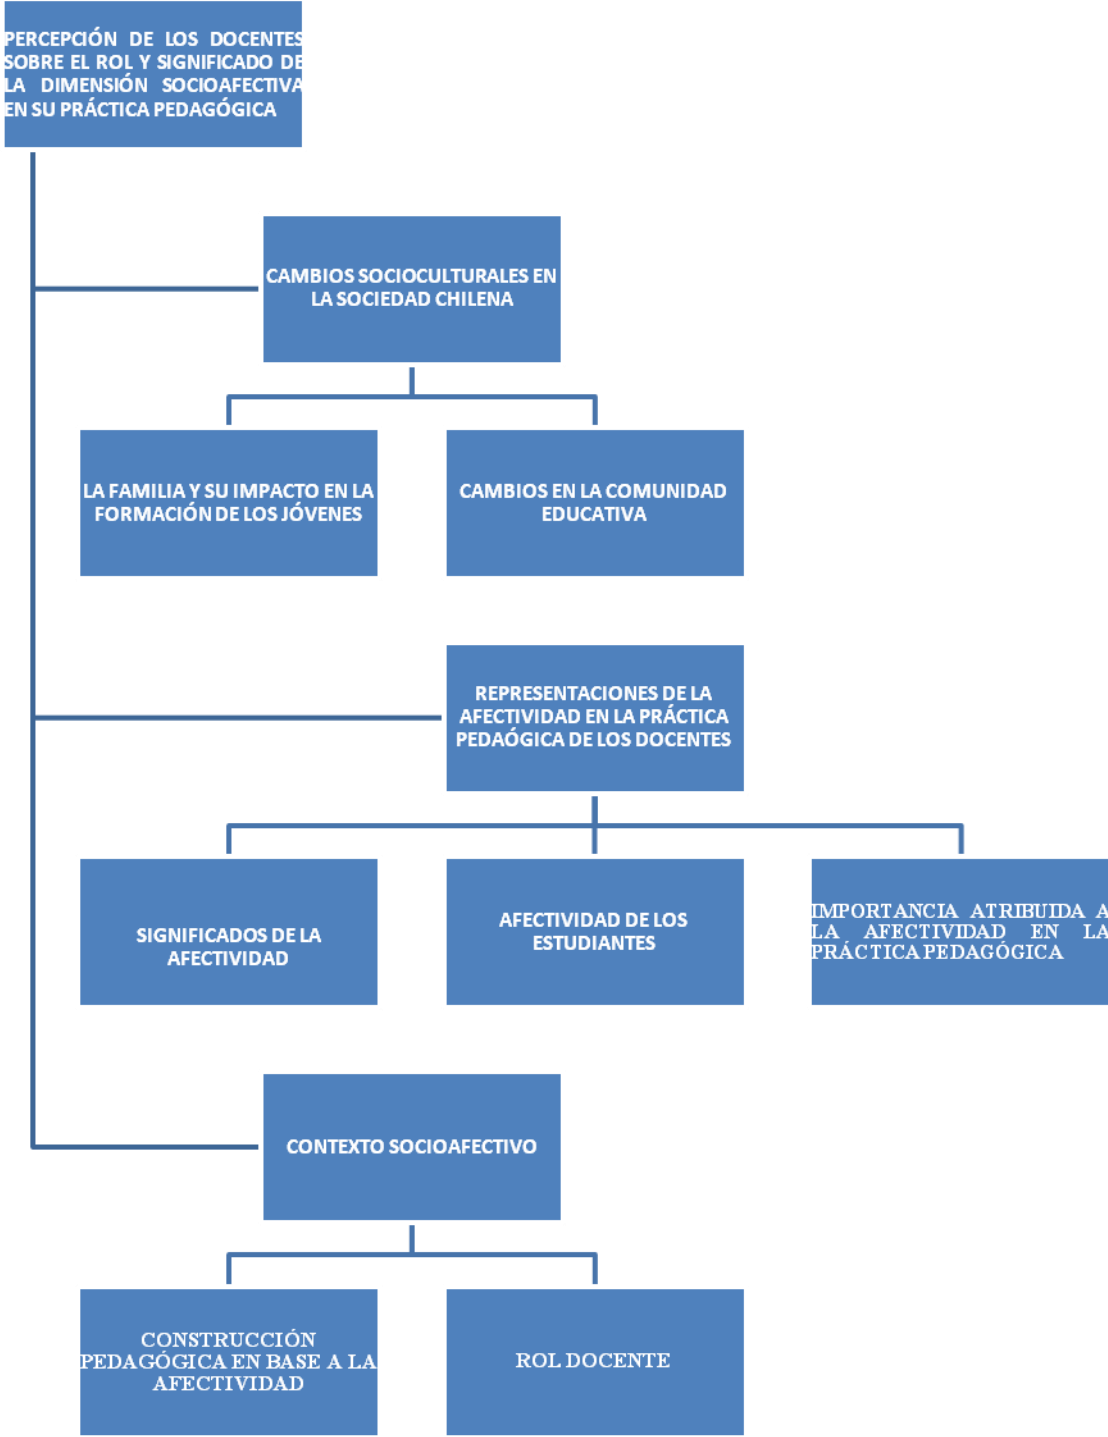 PERCEPCIÓN DE LOS DOCENTES
SOBRE EL ROL Y SIGNIFICADO DE
LA DIMENSIÓN SOCIOAFECTIVA
EN SU PRÁCTICA PEDAGÓGICA
CAMBIOS SOCIOCULTURALES EN
LA SOCIEDAD CHILENA
LA FAMILIA Y SU IMPACTO EN LA
FORMACIÓN DE LOS JÓVENES
CAMBIOS EN LA COMUNIDAD
EDUCATIVA
REPRESENTACIONES DE LA
AFECTIVIDAD EN LA PRÁCTICA
PEDAÓGICA DE LOS DOCENTES
SIGNIFICADOS DE LA
AFECTIVIDAD
AFECTIVIDAD DE LOS
ESTUDIANTES
IMPORTANCIA ATRIBUIDA A
LA AFECTIVIDAD EN LA
PRÁCTICA PEDAGÓGICA
CONTEXTO SOCIOAFECTIVO
CONSTRUCCIÓN
PEDAGÓGICA EN BASE A LA
AFECTIVIDAD
ROL DOCENTE